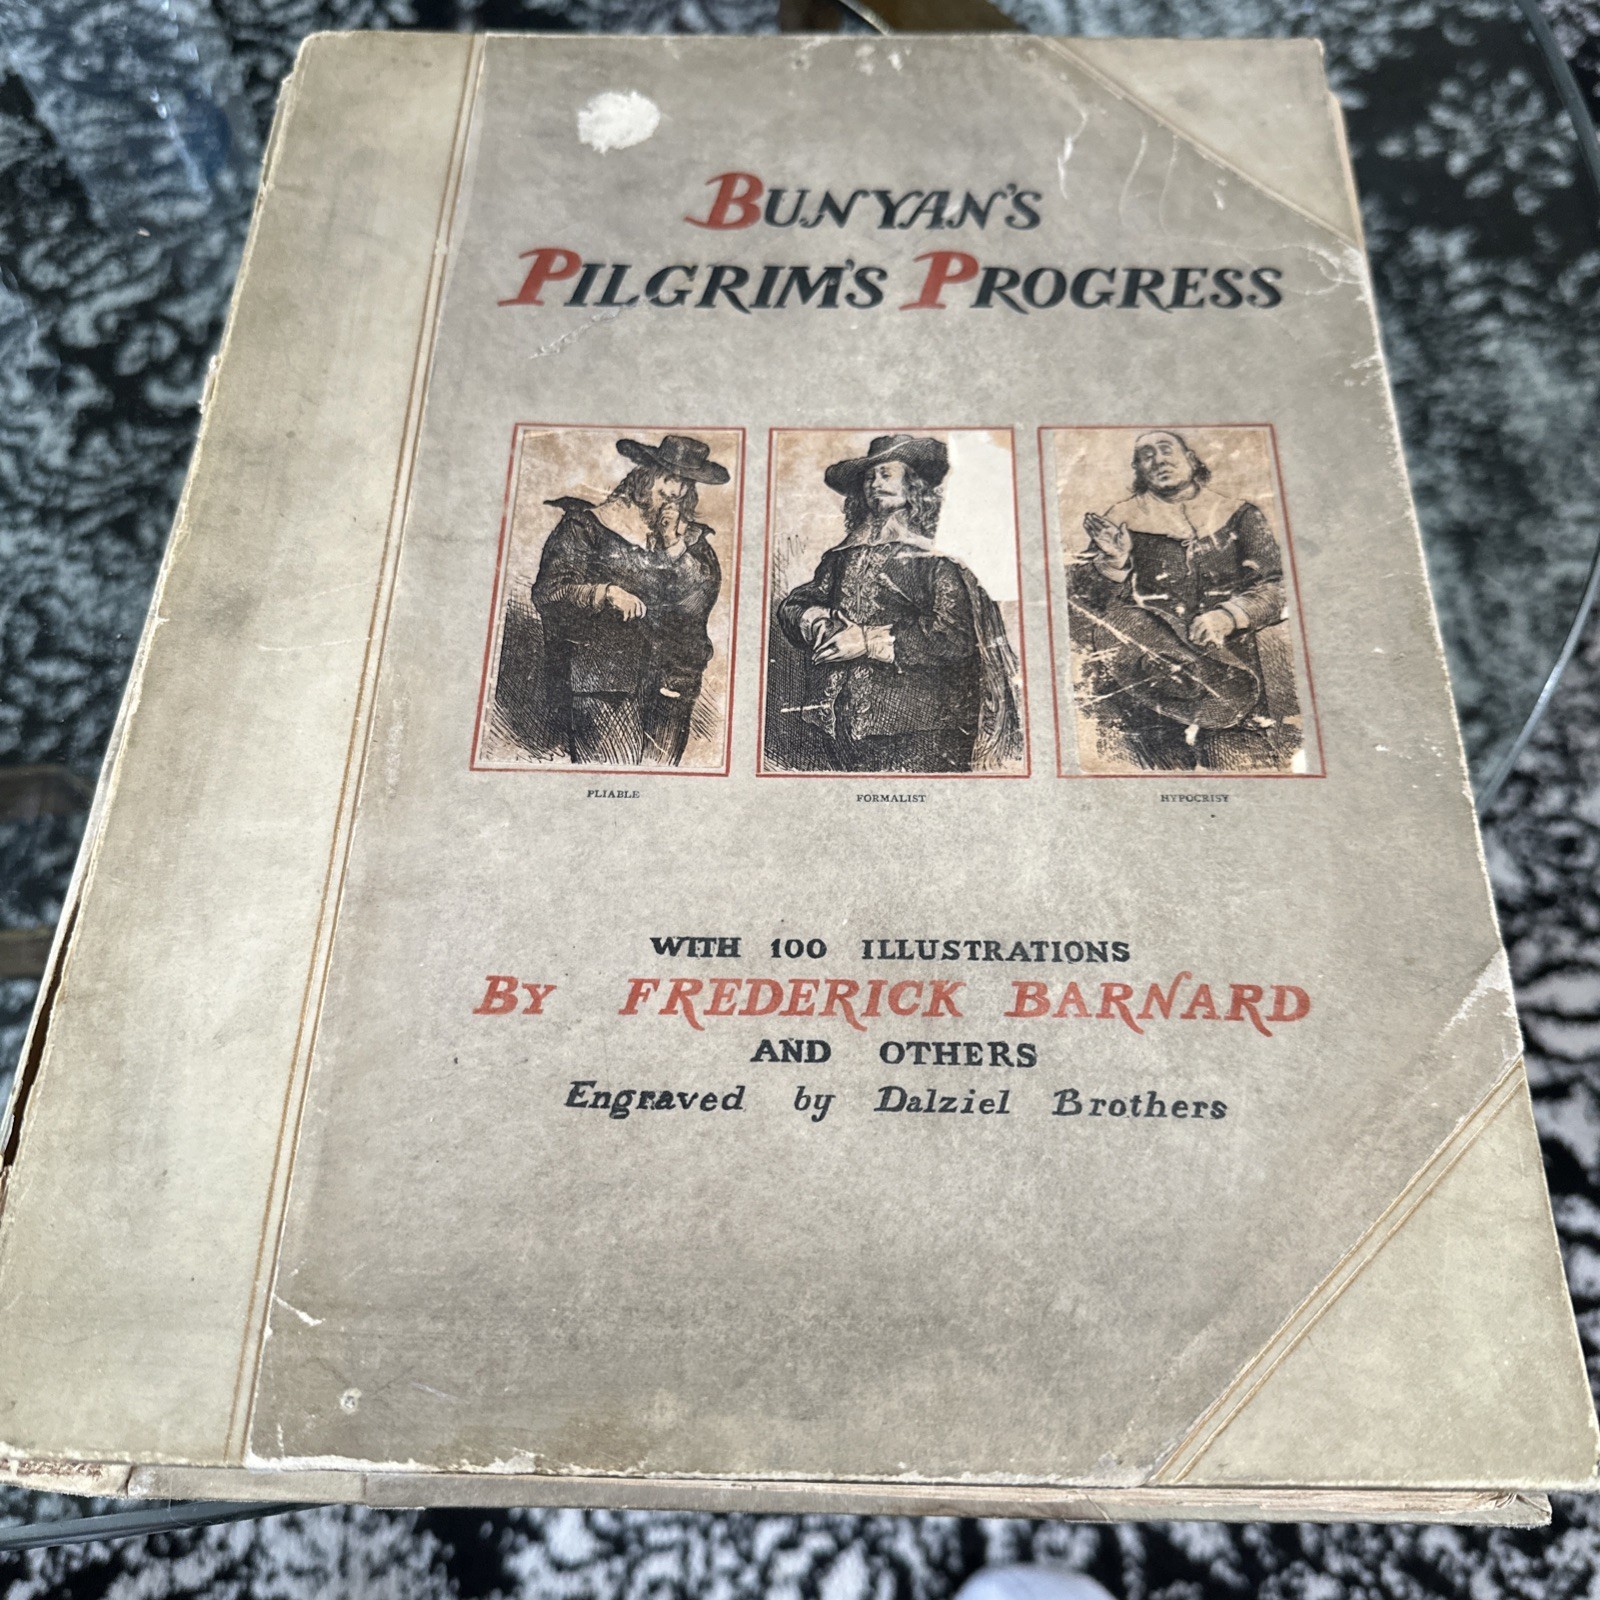 BUNYAN'S
PILGRIM'S PROGRESS
PLIABLE
FORMALIST
HYPOCRISY
WITH 100 ILLUSTRATIONS
BY FREDERICK BARNARD
AND OTHERS
Engraved by Dalziel Brothers